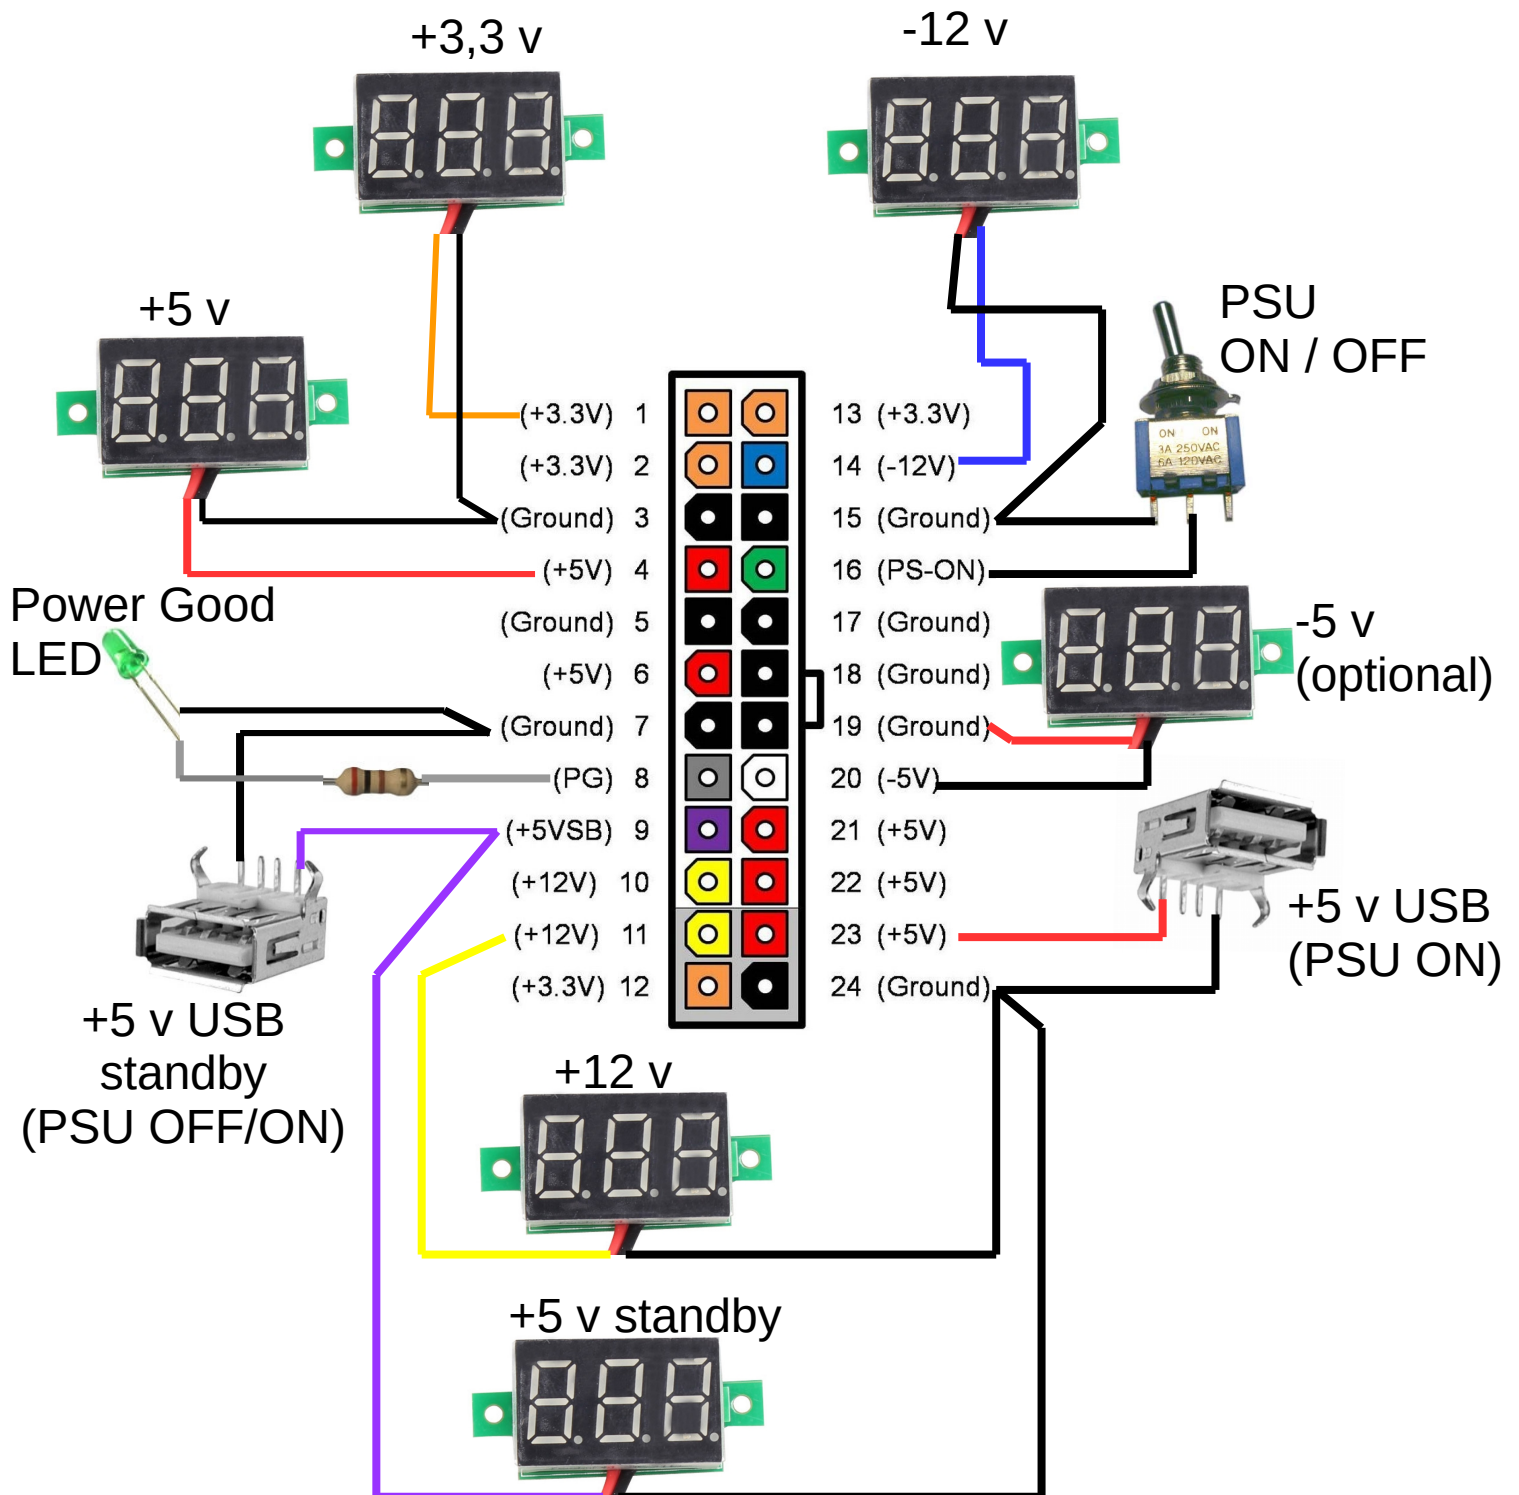 +3,3 v
-12 v
+5 v
PSU
ON / OFF
ON ON
3A 250VAC
6A 120VAC
(+3.3V) 1
13 (+3.3V)
(+3.3V) 2
14 (-12V)
(Ground) 3
15 (Ground)
(+5V) 4
16 (PS-ON)
Power Good
LED
(Ground) 5
17 (Ground)
-5 v
(optional)
(+5V) 6
18 (Ground)
(Ground) 7
19 (Ground)
(PG) 8
20 (-5V)
(+5VSB) 9
21 (+5V)
(+12V) 10
22 (+5V)
+5 v USB
(PSU ON)
(+12V) 11
23 (+5V)
(+3.3V) 12
24 (Ground)
+5 v USB
standby
(PSU OFF/ON)
+12 v
+5 v standby